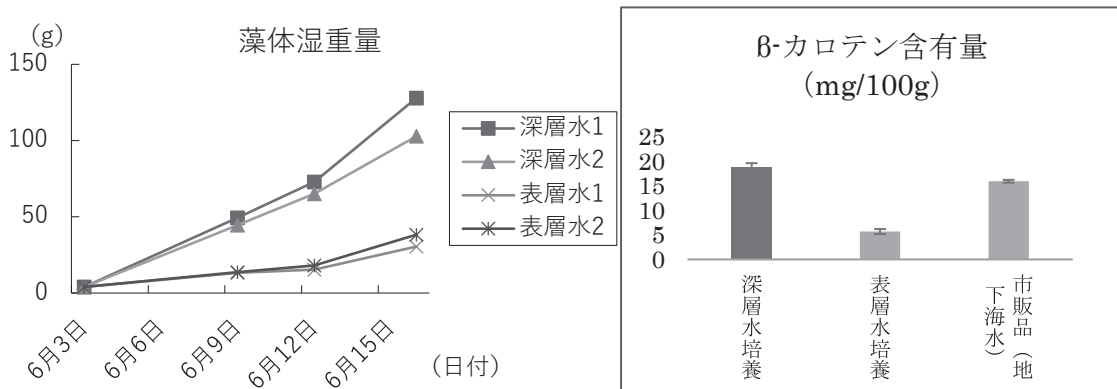 (g)
藻体湿重量
150
100
50
0
6月3日
6月6日
6月9日
6月12日
6月15日
(日付)
深層水1
深層水2
表層水1
表層水2
β-カロテン含有量
(mg/100g)
25
20
15
10
5
0
深層水培養
表層水培養
市販品(地
下海水)